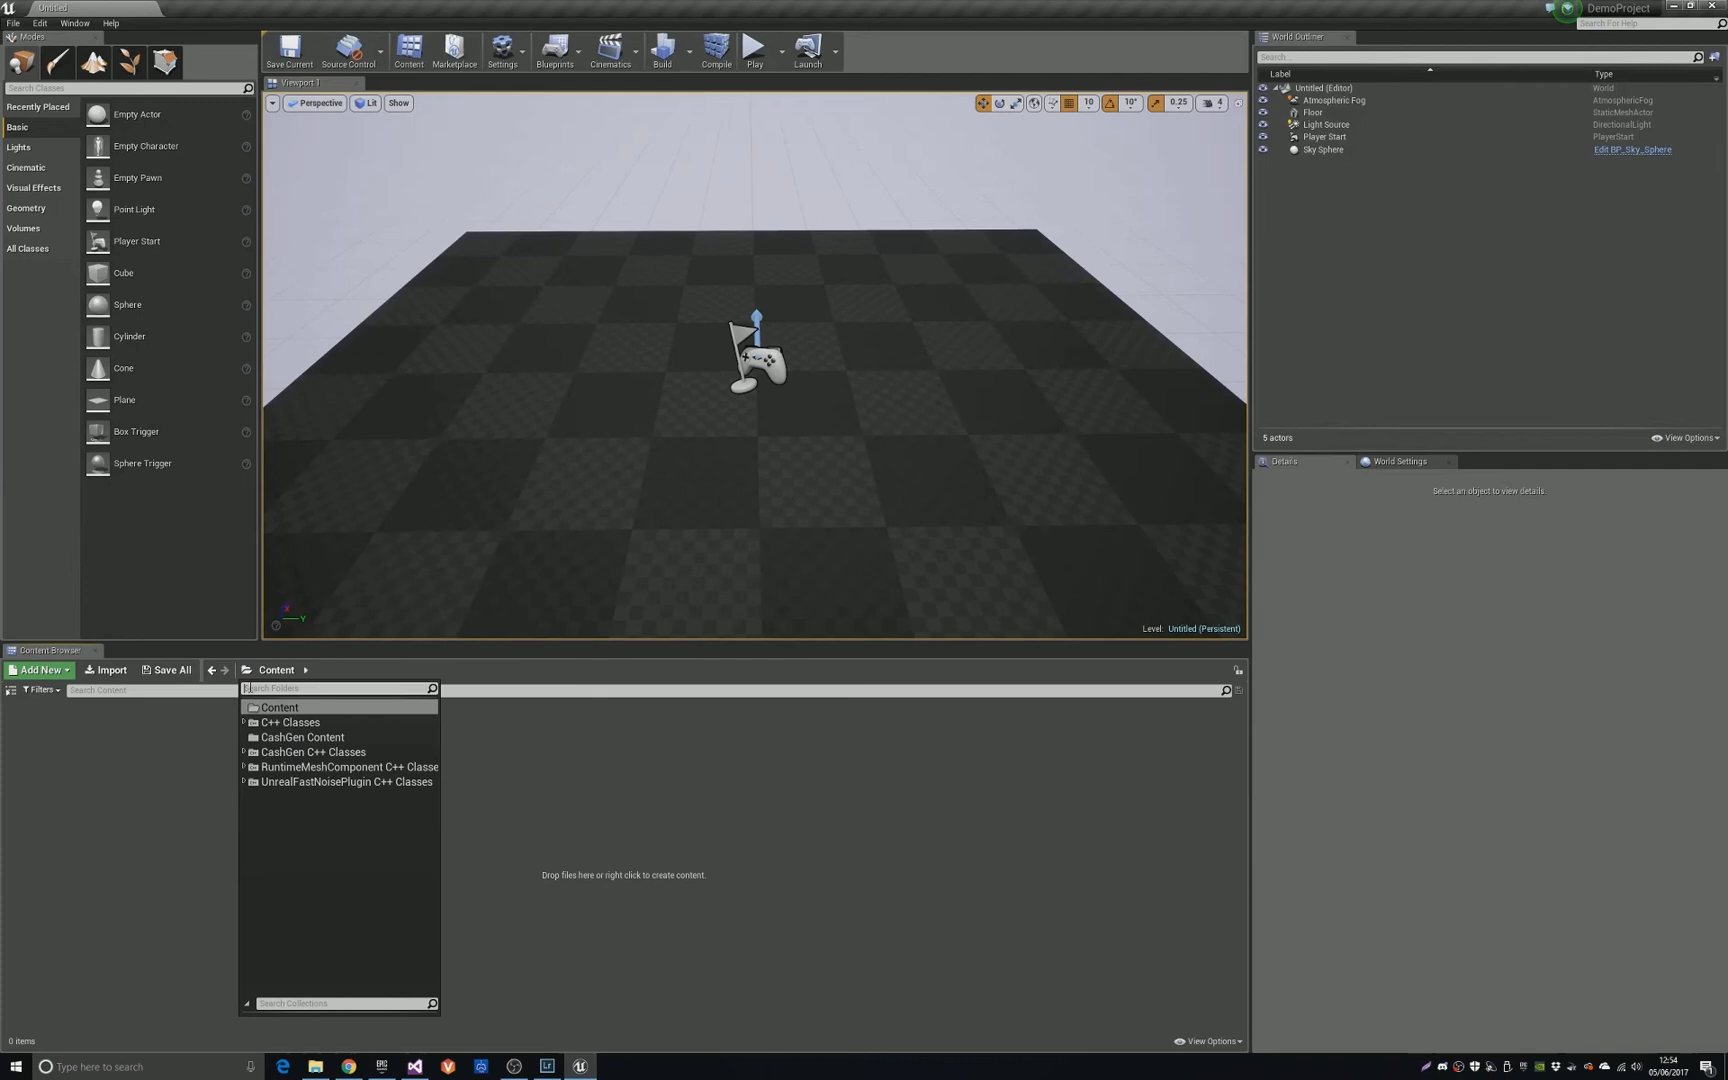 Untitled
DemoProject
File Edit Window Help
Search For Help
Modes
Search Classes
Recently Placed
Basic
Lights
Cinematic
Visual Effects
Geometry
Volumes
All Classes
Empty Actor
Empty Character
Empty Pawn
Point Light
Player Start
Cube
Sphere
Cylinder
Cone
Plane
Box Trigger
Sphere Trigger
Save Current Source Control Content Marketplace Settings Blueprints Cinematics Build Compile Play Launch
Viewport 1
Perspective Lit Show
10 10° 0.25 4
X
Y
Level: Untitled (Persistent)
World Outliner
Search...
Label Type
Untitled (Editor) World
Atmospheric Fog AtmosphericFog
Floor StaticMeshActor
Light Source DirectionalLight
Player Start PlayerStart
Sky Sphere Edit BP_Sky_Sphere
5 actors View Options
Details World Settings
Select an object to view details.
Content Browser
Add New Import Save All Content
Filters Search Content
Search Folders
Content
C++ Classes
CashGen Content
CashGen C++ Classes
RuntimeMeshComponent C++ Classe
UnrealFastNoisePlugin C++ Classes
Search Collections
Drop files here or right click to create content.
0 items View Options
Type here to search
EPIC
Lr
12:54
05/06/2017